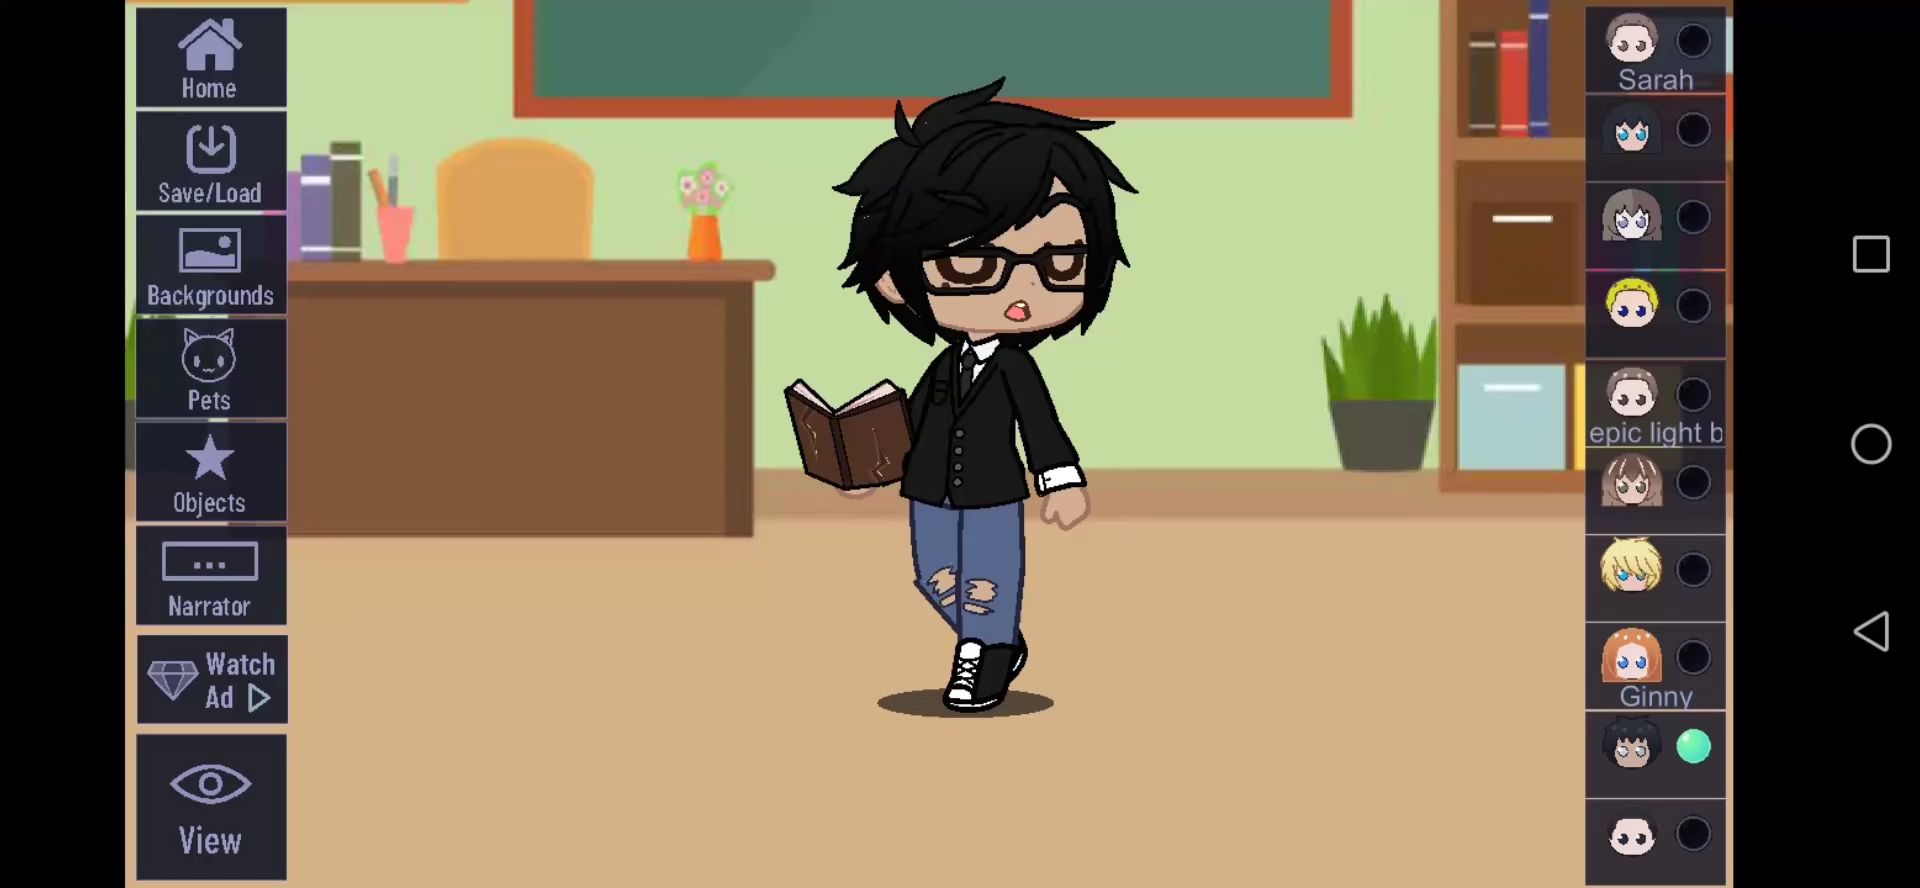 Home
Save/Load
Backgrounds
Pets
Objects
Narrator
Watch
Ad
View
Sarah
epic light b
Ginny